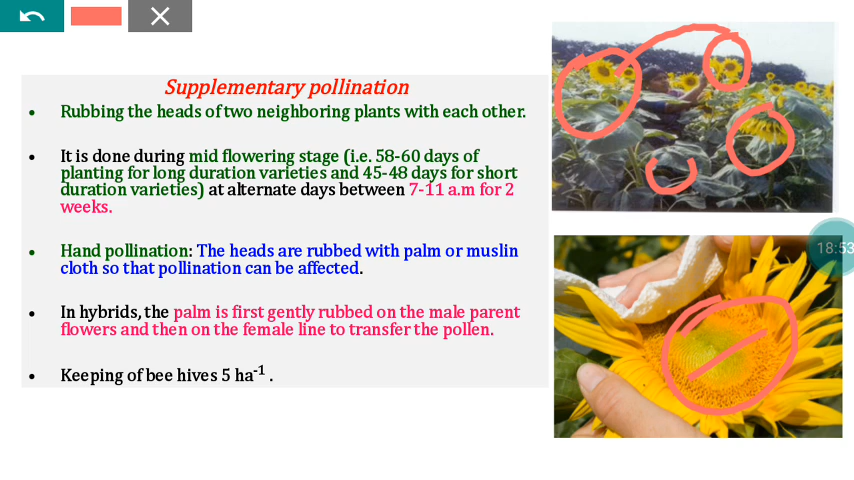 Supplementary pollination
• Rubbing the heads of two neighboring plants with each other.
• It is done during mid flowering stage (i.e. 58-60 days of
planting for long duration varieties and 45-48 days for short
duration varieties) at alternate days between 7-11 a.m for 2
weeks.
• Hand pollination: The heads are rubbed with palm or muslin
cloth so that pollination can be affected.
• In hybrids, the palm is first gently rubbed on the male parent
flowers and then on the female line to transfer the pollen.
• Keeping of bee hives 5 ha⁻¹ .
18:53